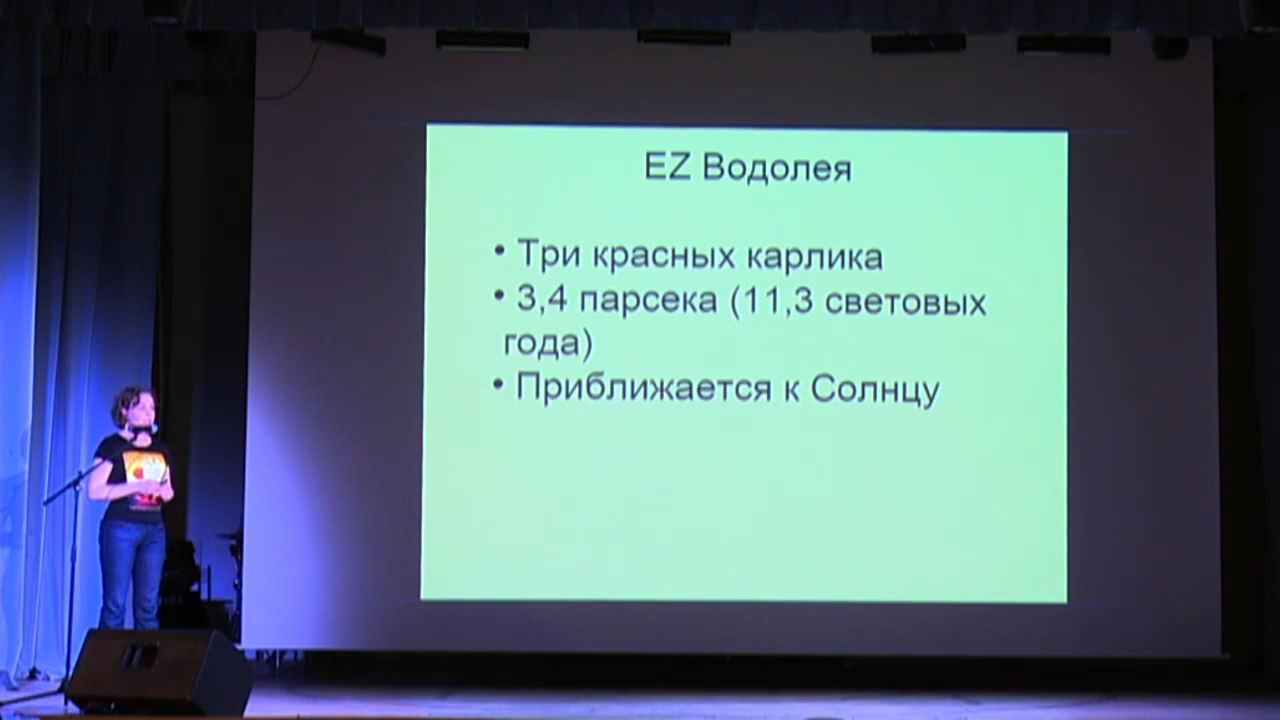 EZ Водолея
• Три красных карлика
• 3,4 парсека (11,3 световых
года)
• Приближается к Солнцу